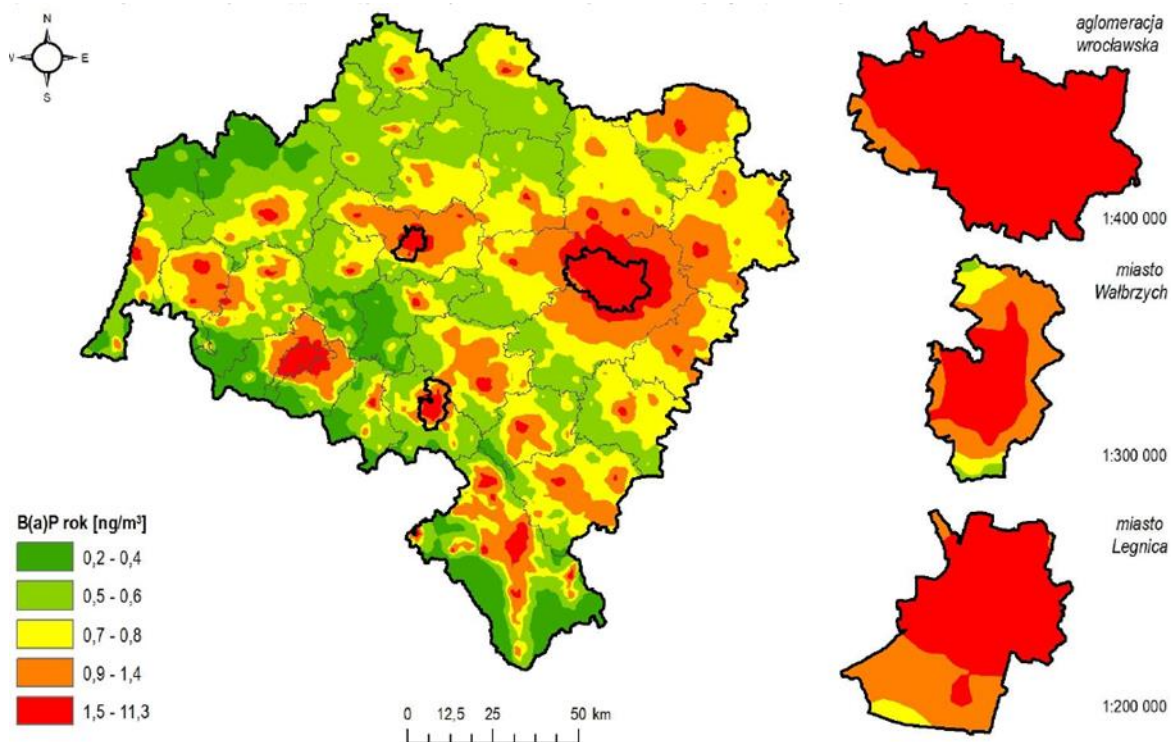 N
E
S
aglomeracja
wrocławska
1:400 000
miasto
Wałbrzych
1:300 000
miasto
Legnica
1:200 000
B(a)P rok [ng/m³]
0,2 - 0,4
0,5 - 0,6
0,7 - 0,8
0,9 - 1,4
1,5 - 11,3
0 12,5 25 50 km